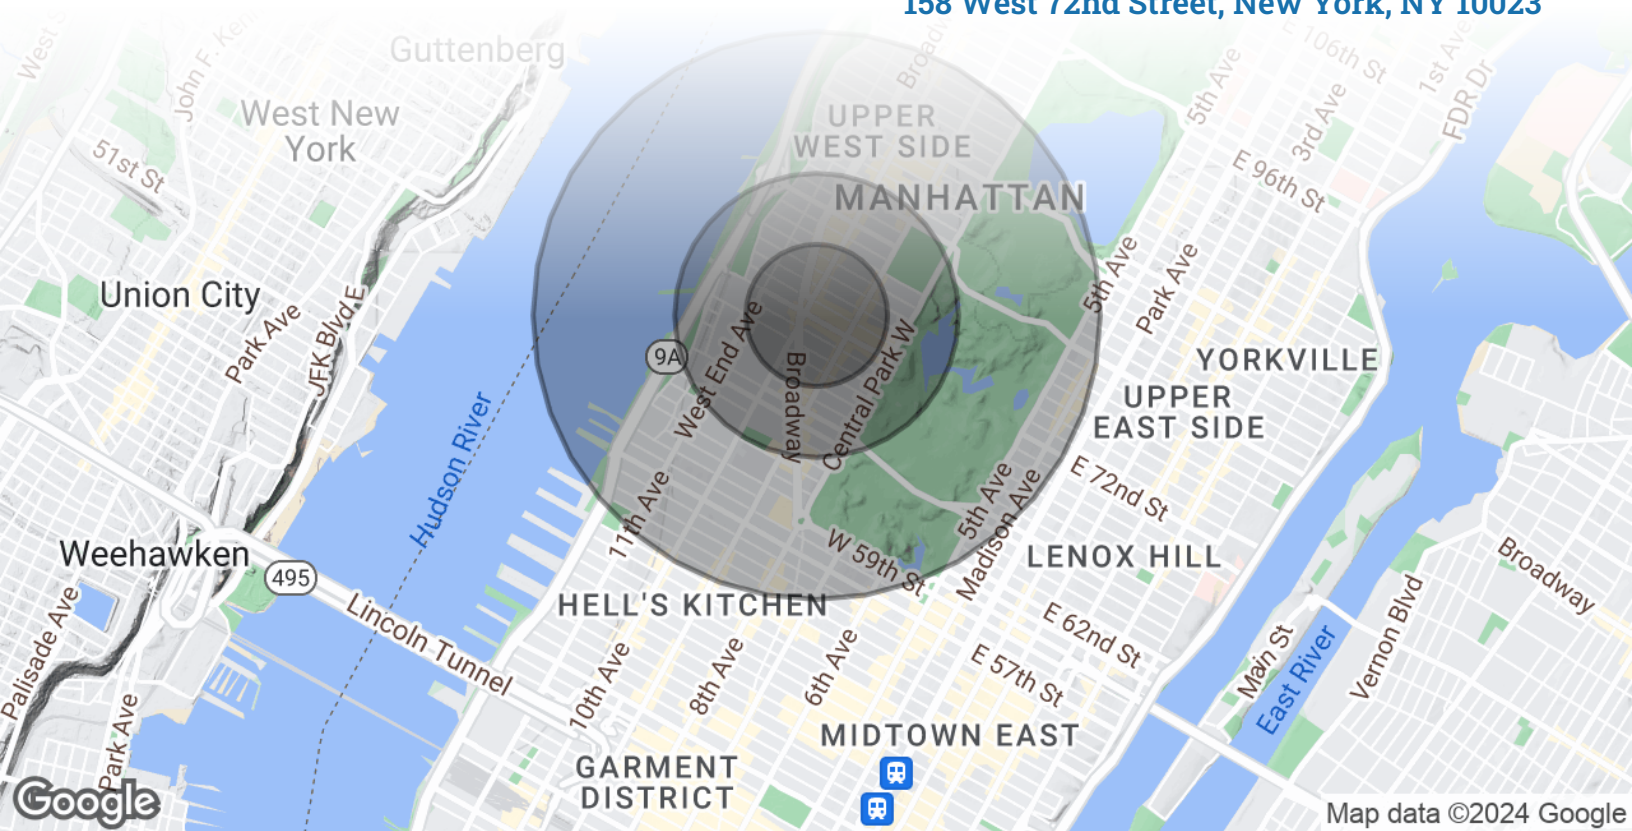 158 West 72nd Street, New York, NY 10023
West S
John F. Ken
Guttenberg
Broadw
E 106th St
1st Ave
5th Ave
FDR Dr
West New
York
UPPER
WEST SIDE
3rd Ave
51st St
MANHATTAN
E 96th St
Union City
Park Ave
JFK Blvd E
5th Ave
Park Ave
9A
West End Ave
Broadway
Central Park W
YORKVILLE
UPPER
EAST SIDE
Hudson River
11th Ave
5th Ave
Madison Ave
E 72nd St
Weehawken
495
W 59th St
LENOX HILL
Broadway
Palisade Ave
Lincoln Tunnel
HELL'S KITCHEN
E 62nd St
Vernon Blvd
Main St
East River
10th Ave
8th Ave
6th Ave
E 57th St
Park Ave
MIDTOWN EAST
GARMENT
DISTRICT
Google
Map data ©2024 Google